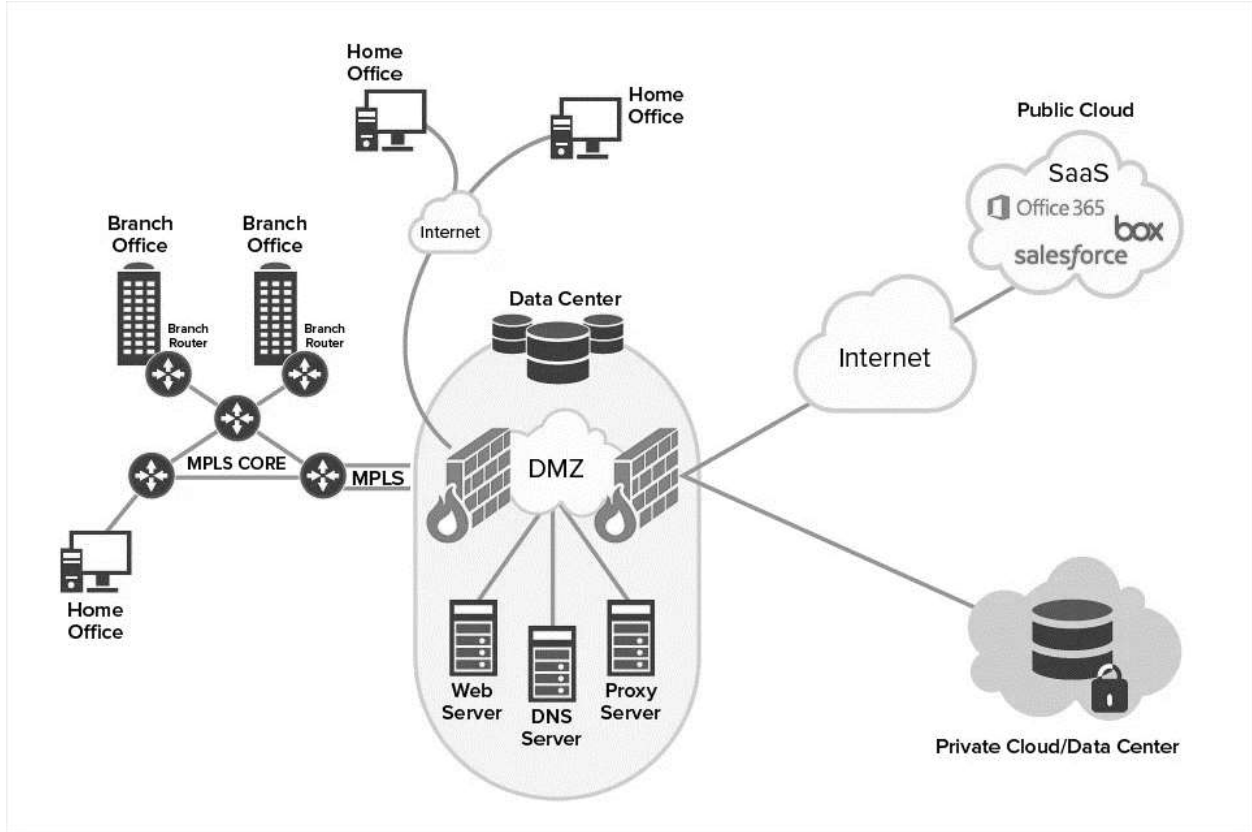 Home
Office
Home
Office
Public Cloud
SaaS
Office 365
box
salesforce
Branch
Office
Branch
Office
Internet
Branch
Router
Branch
Router
Data Center
Internet
DMZ
MPLS CORE
MPLS
Home
Office
Web
Server
DNS
Server
Proxy
Server
Private Cloud/Data Center